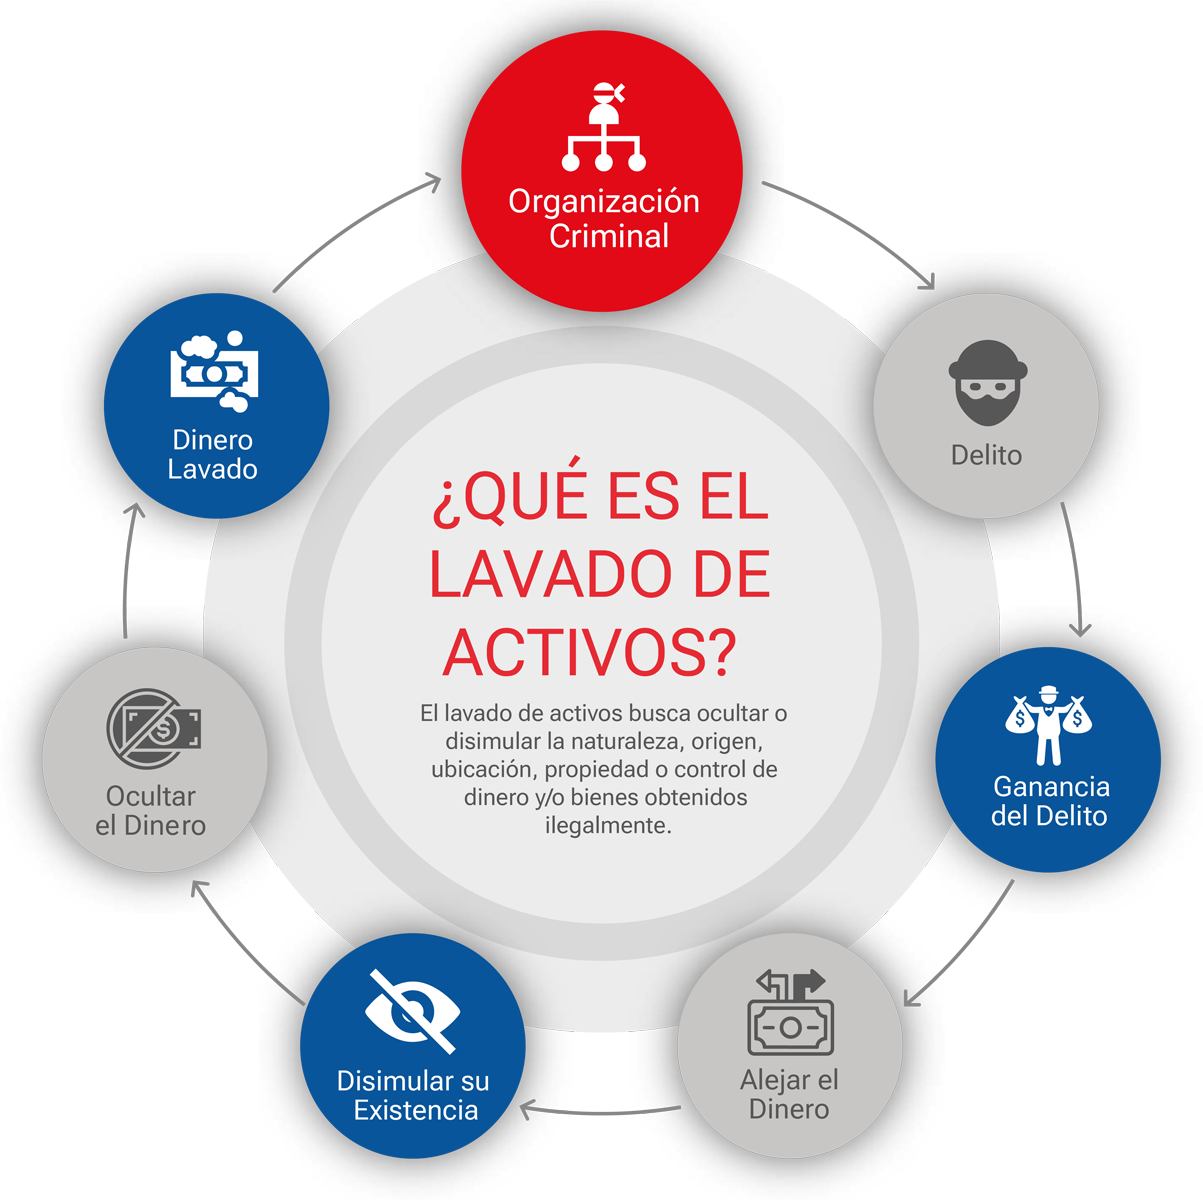 Organización
Criminal
Delito
Ganancia
del Delito
Alejar el
Dinero
Disimular su
Existencia
Ocultar
el Dinero
Dinero
Lavado
¿QUÉ ES EL
LAVADO DE
ACTIVOS?
El lavado de activos busca ocultar o
disimular la naturaleza, origen,
ubicación, propiedad o control de
dinero y/o bienes obtenidos
ilegalmente.